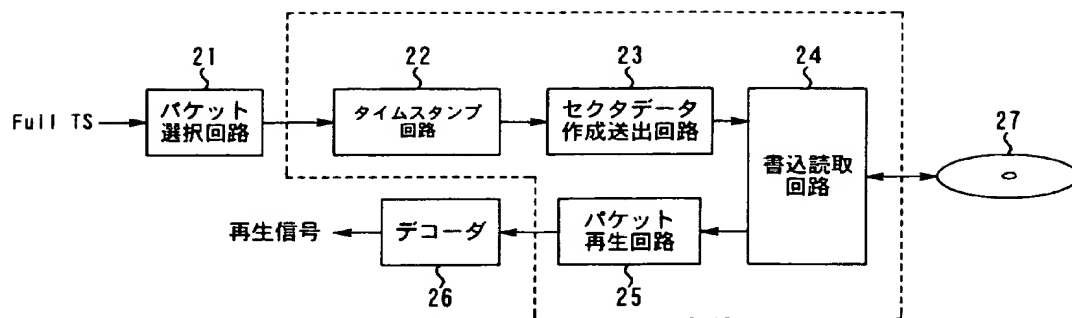 21
22
23
24
27
Full TS
パケット
選択回路
タイムスタンプ
回路
セクタデータ
作成送出回路
書込読取
回路
再生信号
デコーダ
パケット
再生回路
26
25